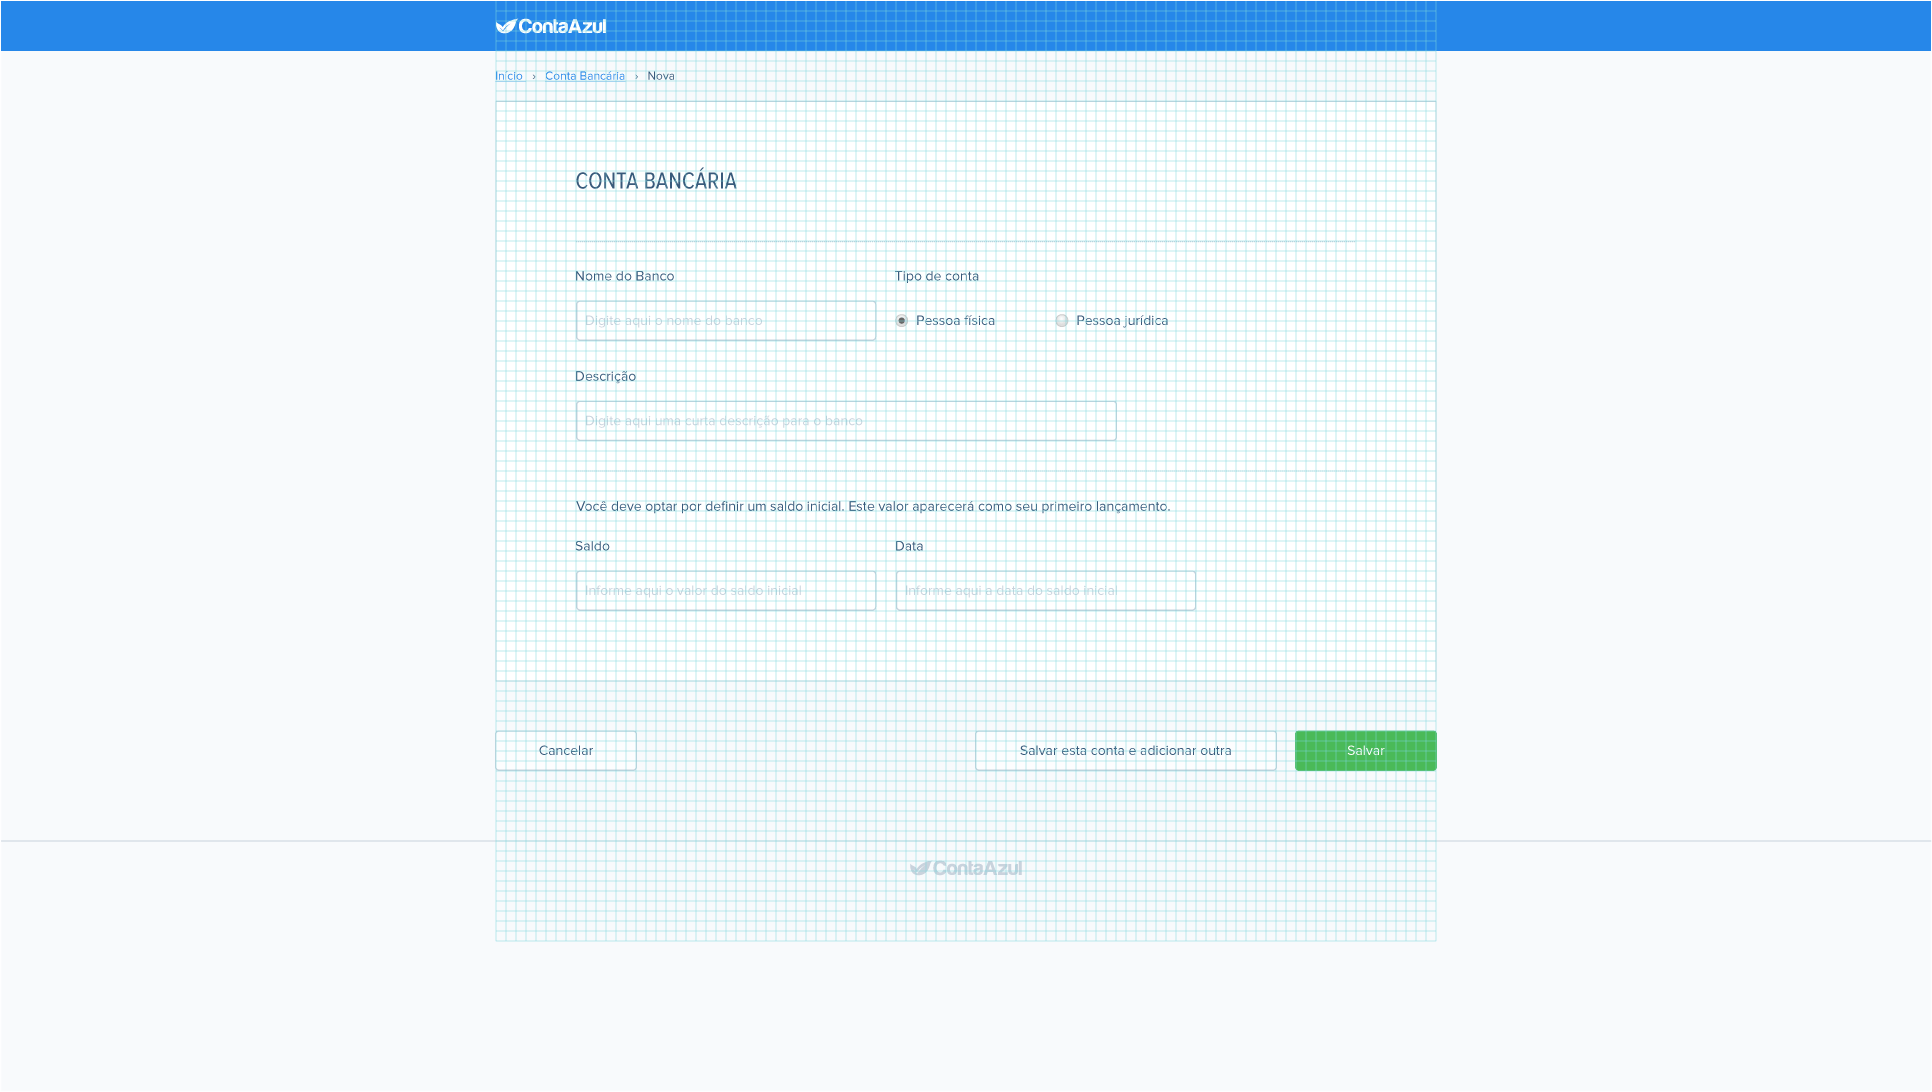 ContaAzul
Início › Conta Bancária › Nova
CONTA BANCÁRIA
Nome do Banco Tipo de conta
Digite aqui o nome do banco Pessoa física Pessoa jurídica
Descrição
Digite aqui uma curta descrição para o banco
Você deve optar por definir um saldo inicial. Este valor aparecerá como seu primeiro lançamento.
Saldo Data
Informe aqui o valor do saldo inicial Informe aqui a data do saldo inicial
Cancelar Salvar esta conta e adicionar outra Salvar
ContaAzul